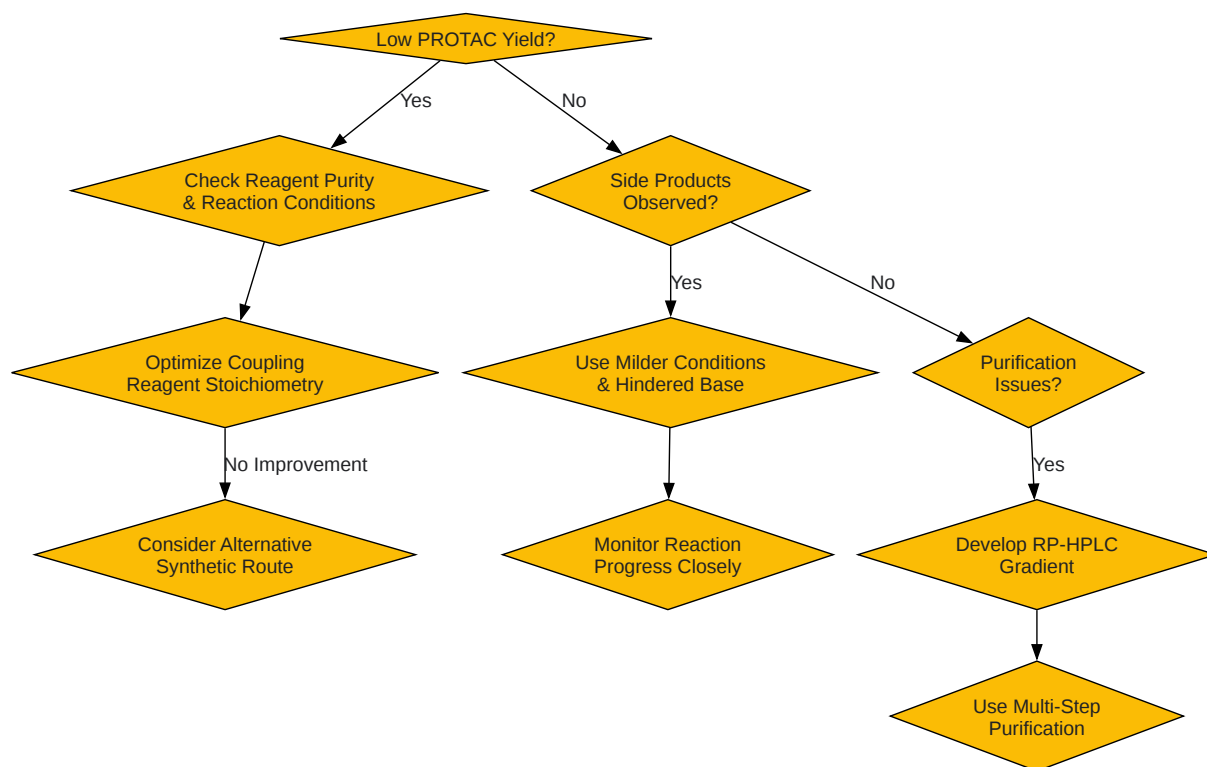 Low PROTAC Yield?
Yes
No
Check Reagent Purity
& Reaction Conditions
Side Products
Observed?
Yes
No
Optimize Coupling
Reagent Stoichiometry
Use Milder Conditions
& Hindered Base
Purification
Issues?
No Improvement
Yes
Consider Alternative
Synthetic Route
Monitor Reaction
Progress Closely
Develop RP-HPLC
Gradient
Use Multi-Step
Purification